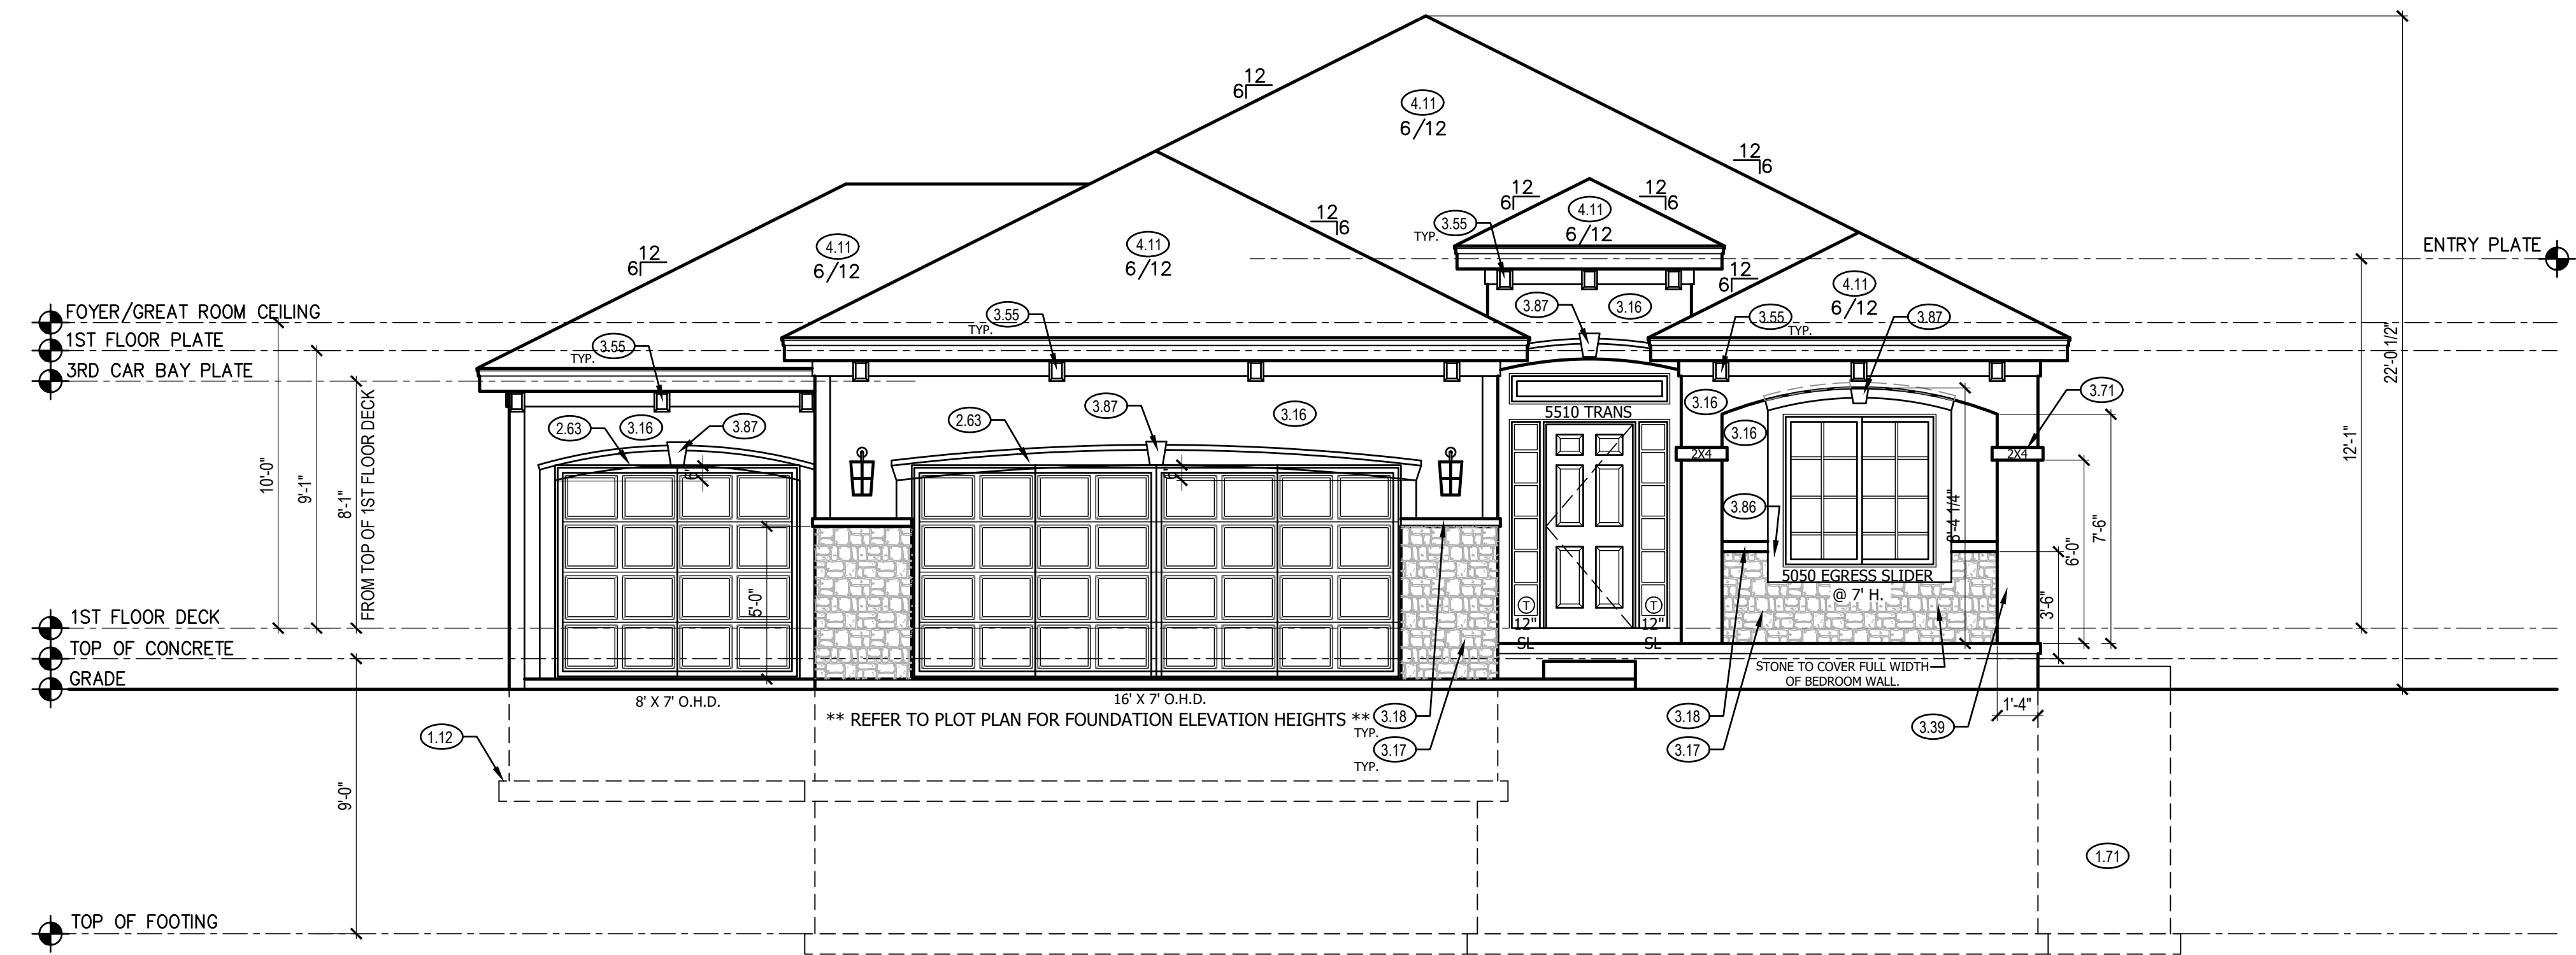 12
6
4.11
6/12
12
6
12
6
12
6
4.11
6/12
3.55
TYP.
12
6
4.11
6/12
4.11
6/12
12
6
12
6
4.11
6/12
ENTRY PLATE
22'-0 1/2"
12'-1"
FOYER/GREAT ROOM CEILING
1ST FLOOR PLATE
3RD CAR BAY PLATE
10'-0"
9'-1"
8'-1"
FROM TOP OF 1ST FLOOR DECK
3.55
TYP.
3.55
TYP.
3.87
3.16
3.55
TYP.
3.87
3.71
2.63
3.16
3.87
2.63
3.87
3.16
5510 TRANS
3.16
3.16
2X4
2X4
6"
6"
3.86
5'-0"
8'-4 1/4"
7'-6"
6'-0"
3'-6"
5050 EGRESS SLIDER
@ 7' H.
T
T
12"
SL
12"
SL
1ST FLOOR DECK
TOP OF CONCRETE
GRADE
STONE TO COVER FULL WIDTH
OF BEDROOM WALL.
8' X 7' O.H.D.
16' X 7' O.H.D.
** REFER TO PLOT PLAN FOR FOUNDATION ELEVATION HEIGHTS **
3.18
TYP.
3.17
TYP.
3.18
3.17
3.39
1'-4"
1.12
9'-0"
1.71
TOP OF FOOTING